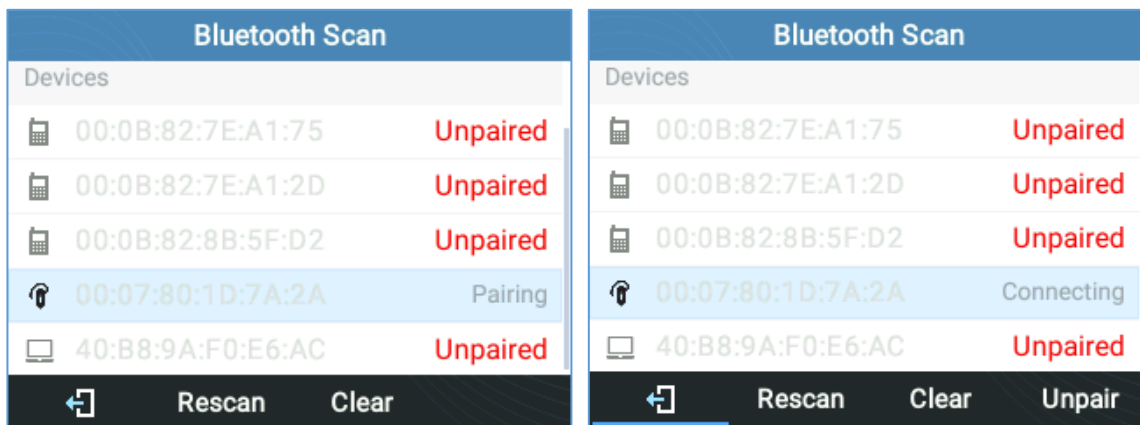 Bluetooth Scan
Devices
00:0B:82:7E:A1:75 Unpaired
00:0B:82:7E:A1:2D Unpaired
00:0B:82:8B:5F:D2 Unpaired
00:07:80:1D:7A:2A Pairing
40:B8:9A:F0:E6:AC Unpaired
Rescan Clear
Bluetooth Scan
Devices
00:0B:82:7E:A1:75 Unpaired
00:0B:82:7E:A1:2D Unpaired
00:0B:82:8B:5F:D2 Unpaired
00:07:80:1D:7A:2A Connecting
40:B8:9A:F0:E6:AC Unpaired
Rescan Clear Unpair